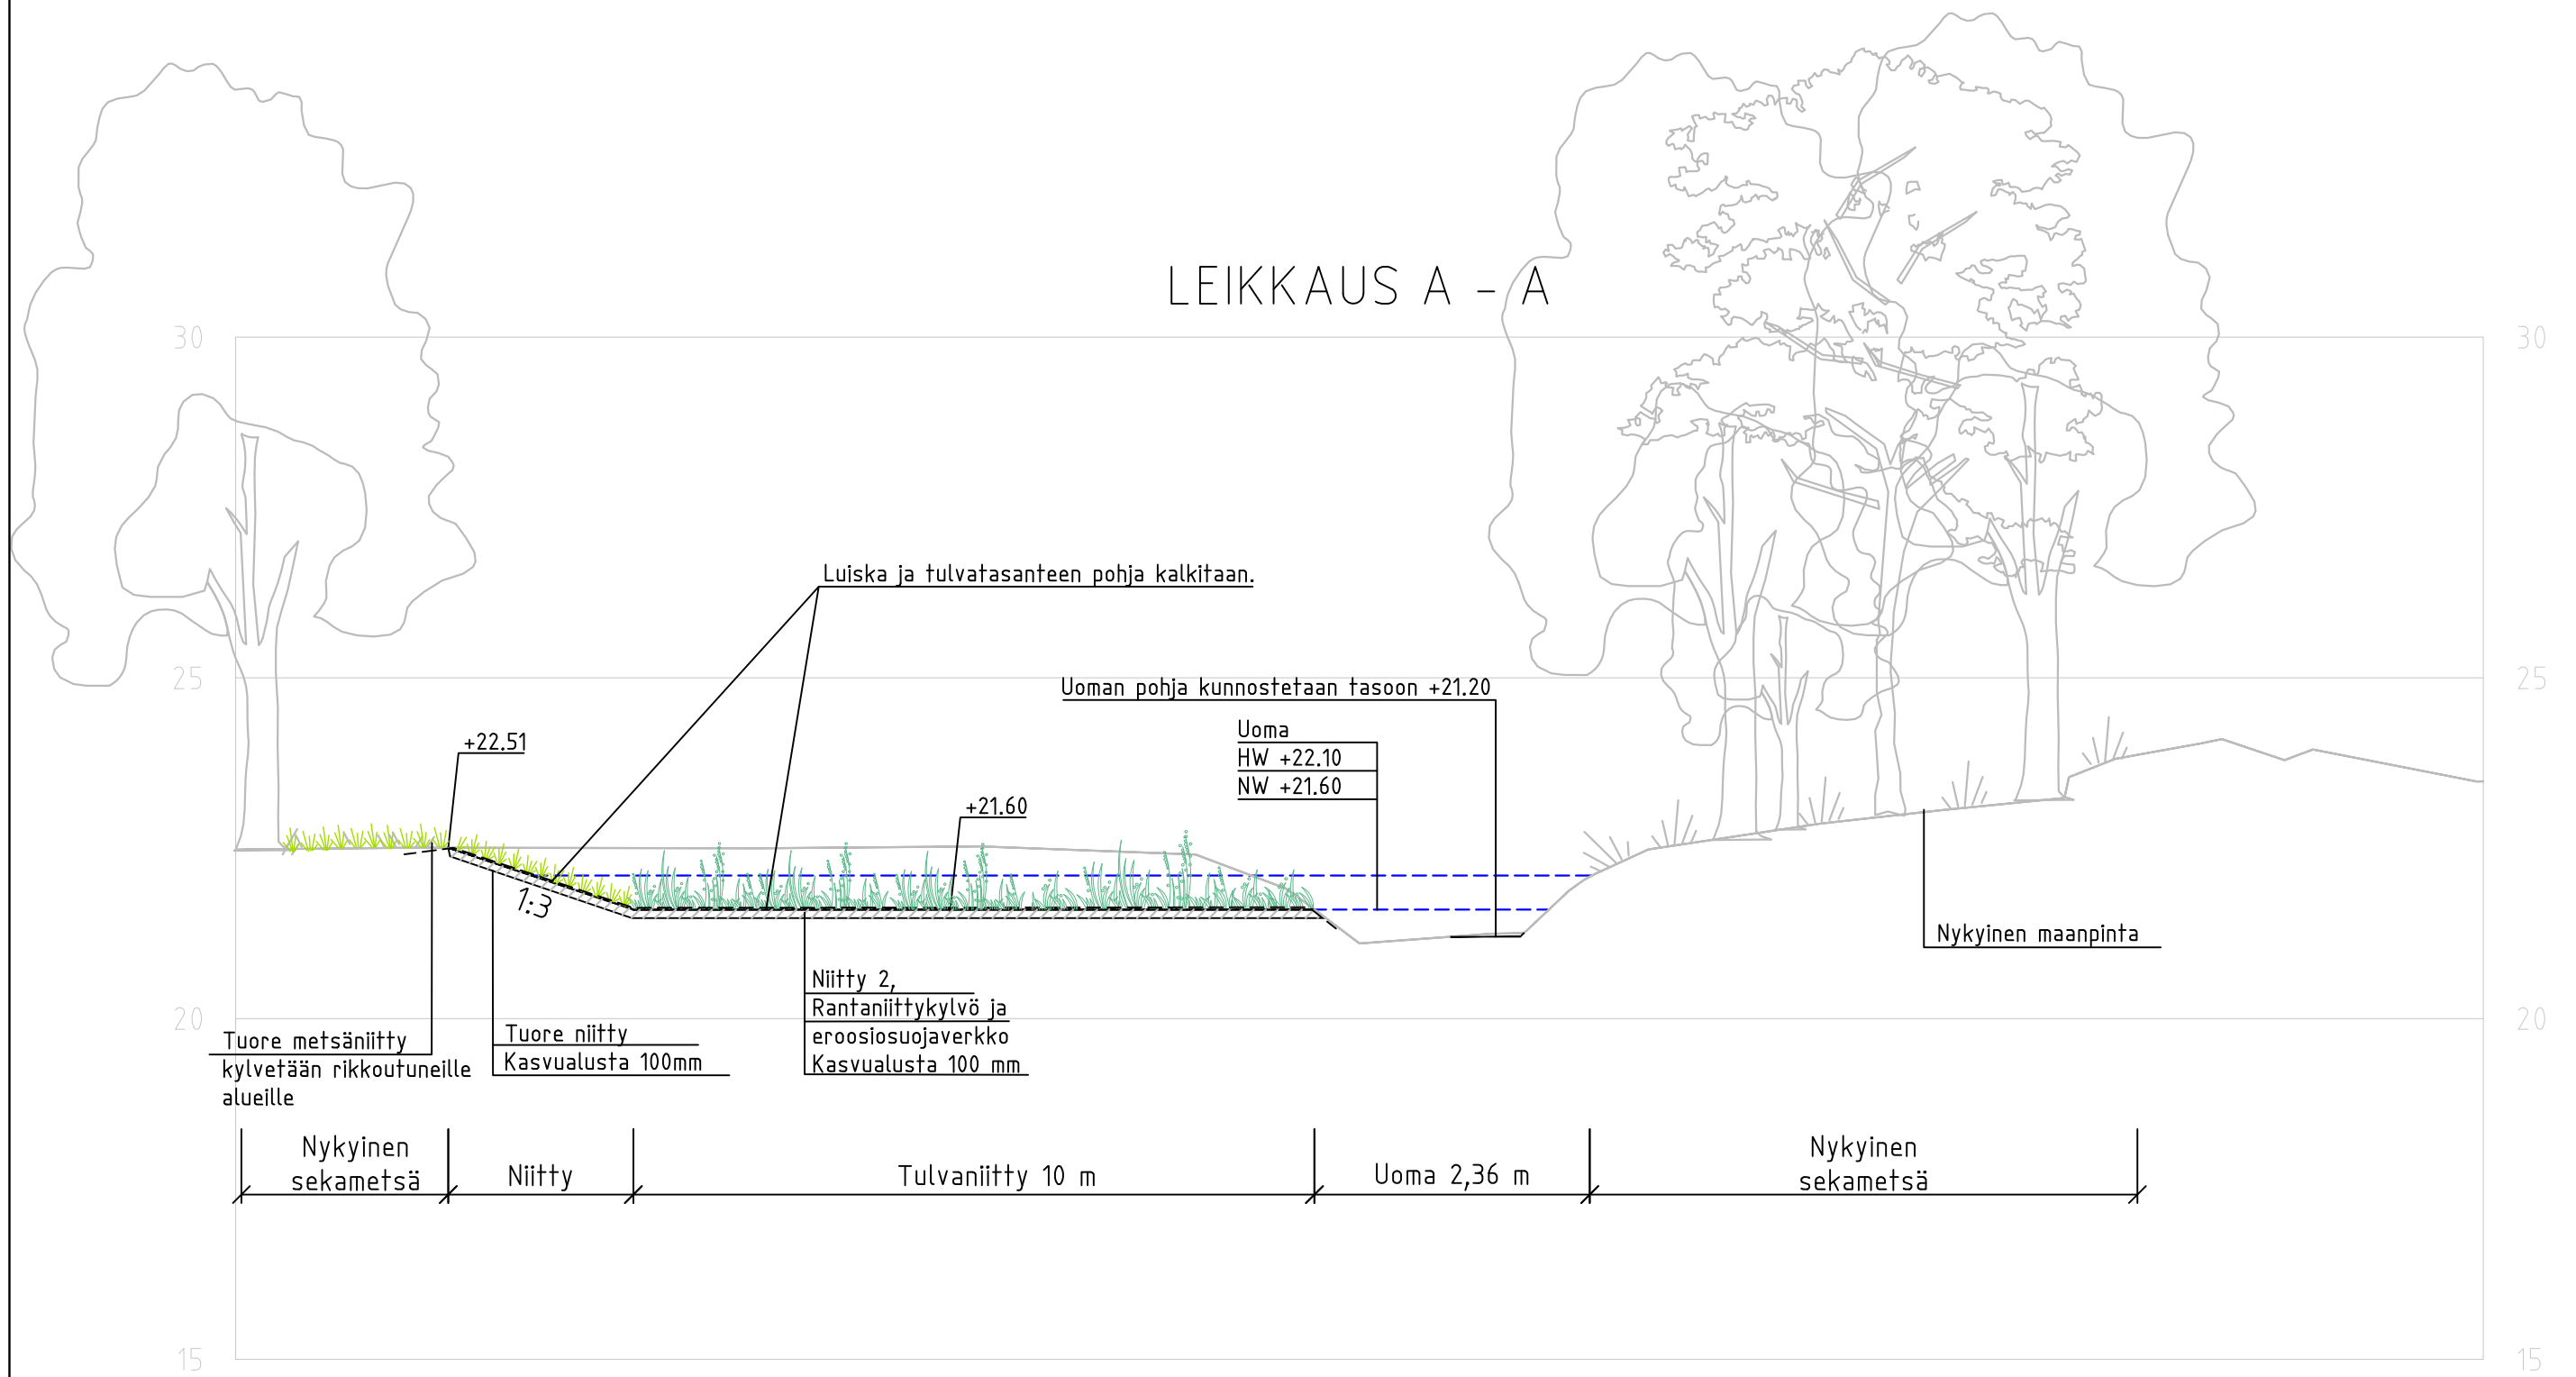 LEIKKAUS A - A
30
30
Luiska ja tulvatasanteen pohja kalkitaan.
25
25
Uoman pohja kunnostetaan tasoon +21.20
Uoma
HW +22.10
NW +21.60
+22.51
+21.60
1:3
Nykyinen maanpinta
Niitty 2,
Rantaniittykylvö ja
eroosiosuojaverkko
Kasvualusta 100 mm
20
20
Tuore niitty
Kasvualusta 100mm
Tuore metsäniitty
kylvetään rikkoutuneille
alueille
Nykyinen
sekametsä
Niitty
Tulvaniitty 10 m
Uoma 2,36 m
Nykyinen
sekametsä
15
15